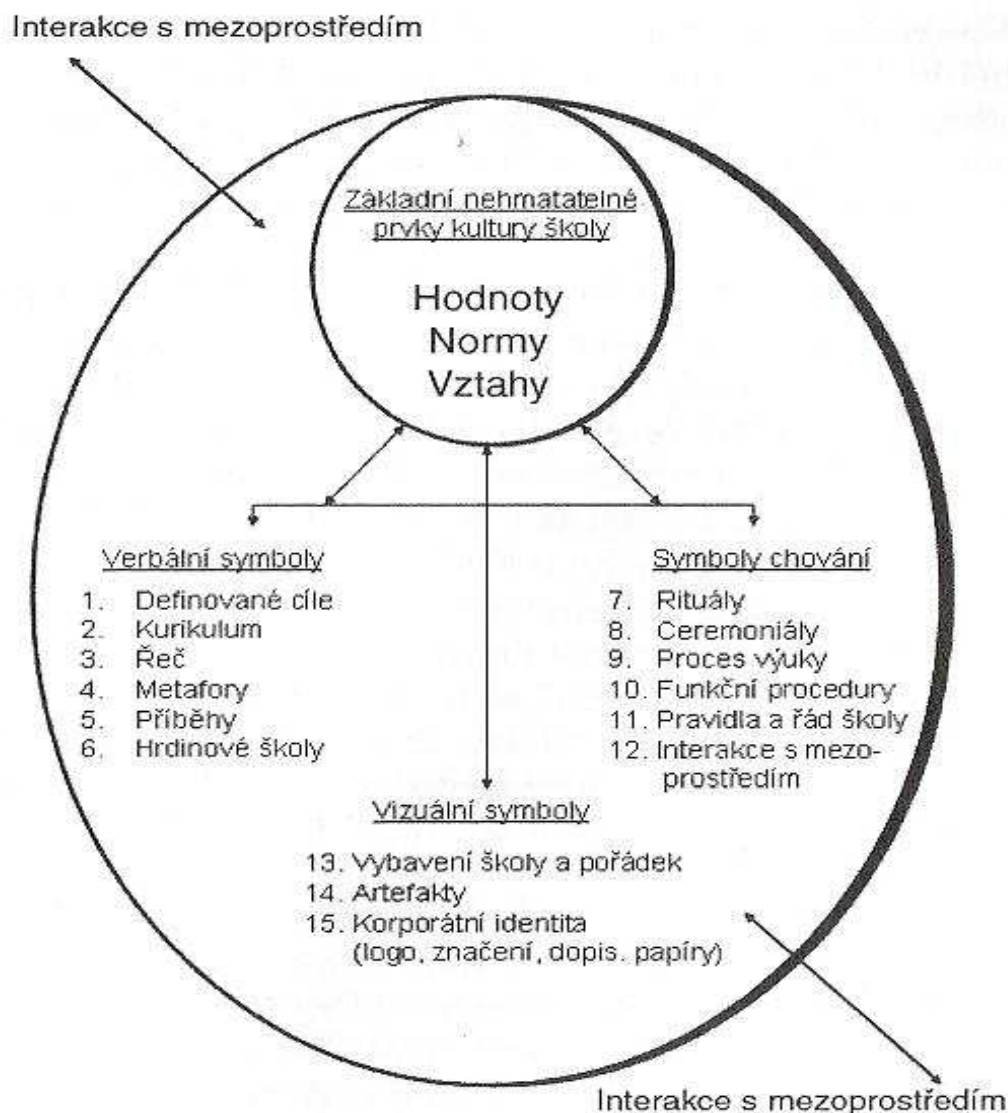 Interakce s mezoprostředím
Základní nehmatatelné
prvky kultury školy
Hodnoty
Normy
Vztahy
Verbální symboly
1. Definované cíle
2. Kurikulum
3. Řeč
4. Metafory
5. Příběhy
6. Hrdinové školy
Symboly chování
7. Rituály
8. Ceremoniály
9. Proces výuky
10. Funkční procedury
11. Pravidla a řád školy
12. Interakce s mezo-
prostředím
Vizuální symboly
13. Vybavení školy a pořádek
14. Artefakty
15. Korporátní identita
(logo, značení, dopis. papíry)
Interakce s mezoprostředím